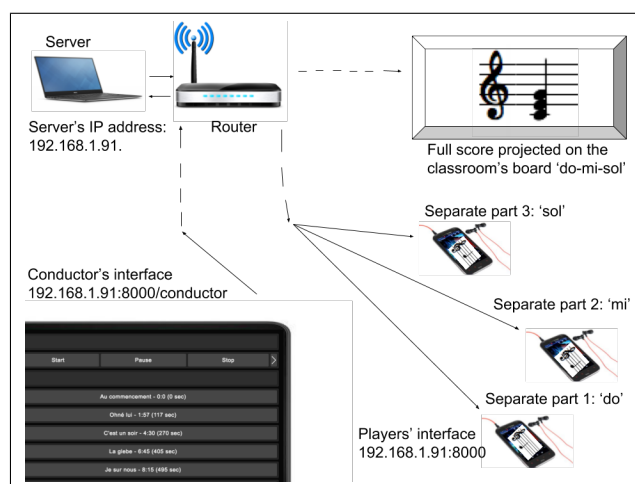 Server
Server's IP address:
192.168.1.91.
Router
Full score projected on the
classroom's board 'do-mi-sol'
Separate part 3: 'sol'
Conductor's interface
192.168.1.91:8000/conductor
Separate part 2: 'mi'
Start Pause Stop >
Au commencement - 0:0 (0 sec)
Ohné lui - 1:57 (117 sec)
C'est un soir - 4:30 (270 sec)
La glebe - 6:45 (405 sec)
Je sur nous - 8:15 (495 sec)
Separate part 1: 'do'
Players' interface
192.168.1.91:8000